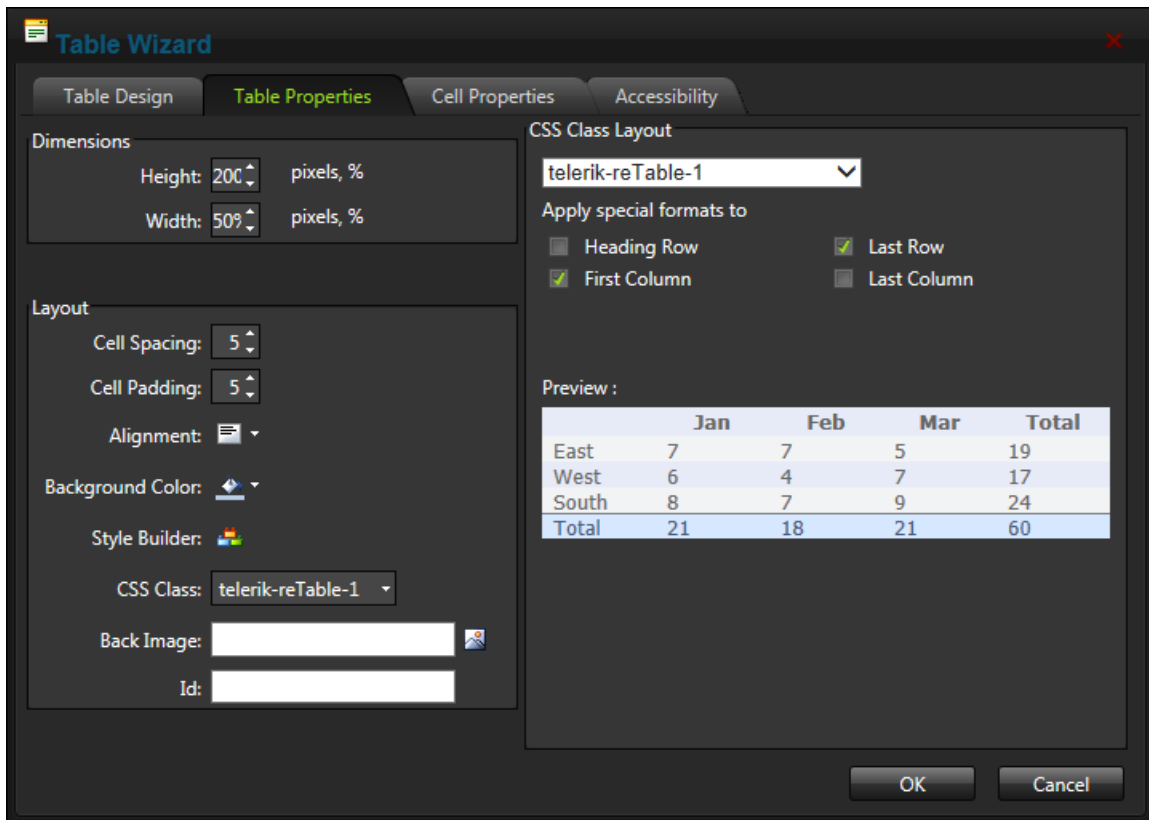 Table Wizard
Table Design Table Properties Cell Properties Accessibility
Dimensions
Height: 200 pixels, %
Width: 50% pixels, %
Layout
Cell Spacing: 5
Cell Padding: 5
Alignment:
Background Color:
Style Builder:
CSS Class: telerik-reTable-1
Back Image:
Id:
CSS Class Layout
telerik-reTable-1
Apply special formats to
Heading Row Last Row
First Column Last Column
Preview :
Jan Feb Mar Total
East 7 7 5 19
West 6 4 7 17
South 8 7 9 24
Total 21 18 21 60
OK Cancel